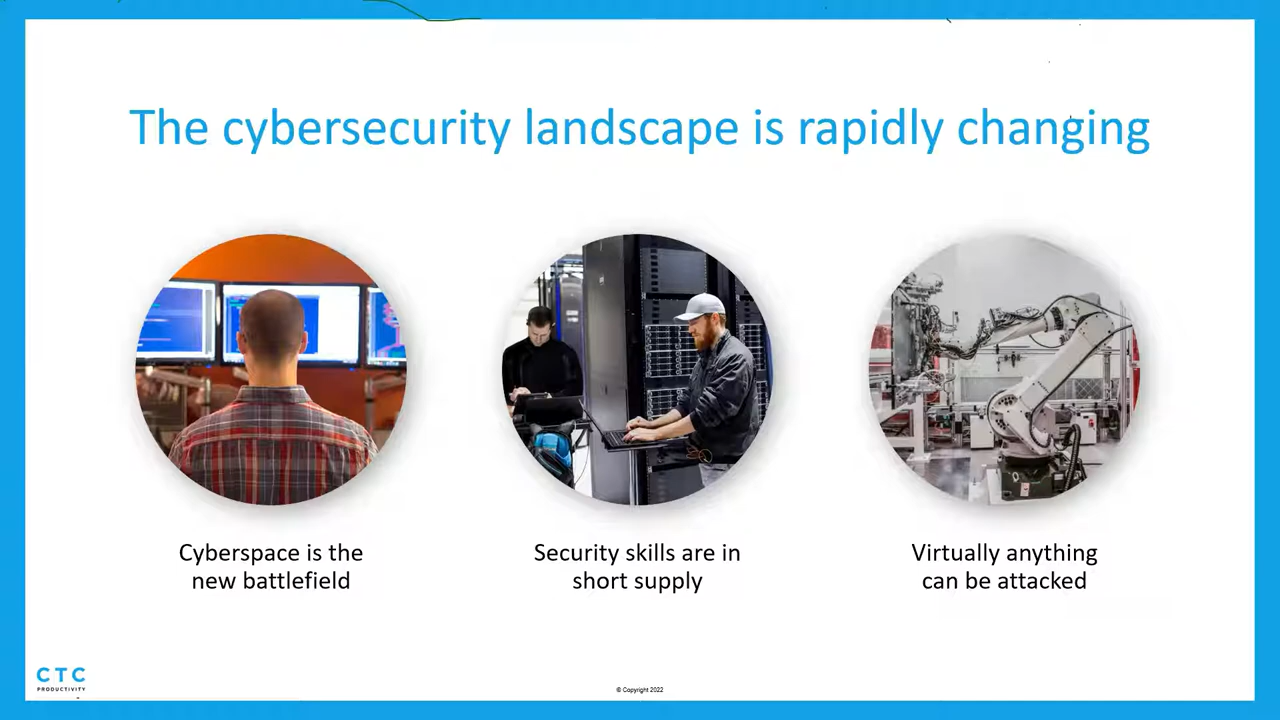 The cybersecurity landscape is rapidly changing
Cyberspace is the
new battlefield
Security skills are in
short supply
Virtually anything
can be attacked
CTC
PRODUCTIVITY
© Copyright 2022